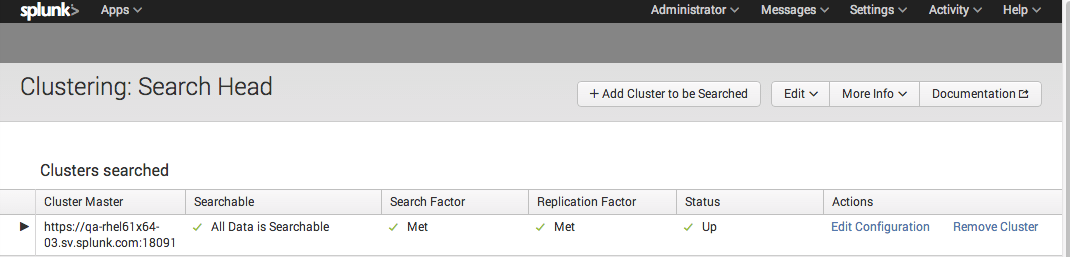 splunk> Apps Administrator Messages Settings Activity Help
Clustering: Search Head
+ Add Cluster to be Searched Edit More Info Documentation
Clusters searched
Cluster Master Searchable Search Factor Replication Factor Status Actions
https://qa-rhel61x64- All Data is Searchable Met Met Up Edit Configuration Remove Cluster
03.sv.splunk.com:18091